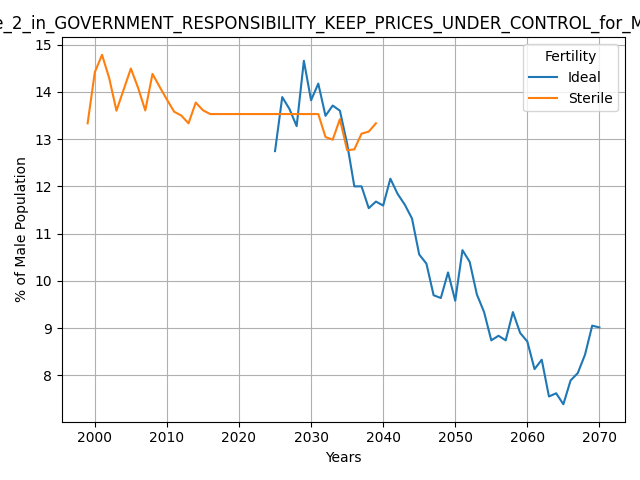 e_2_in_GOVERNMENT_RESPONSIBILITY_KEEP_PRICES_UNDER_CONTROL_for_M
Fertility
Ideal
Sterile
% of Male Population
15
14
13
12
11
10
9
8
2000 2010 2020 2030 2040 2050 2060 2070
Years